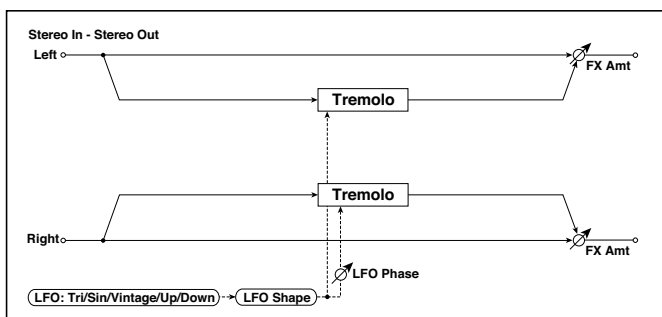 Stereo In - Stereo Out
Left
FX Amt
Tremolo
Tremolo
Right
FX Amt
LFO Phase
LFO: Tri/Sin/Vintage/Up/Down
LFO Shape